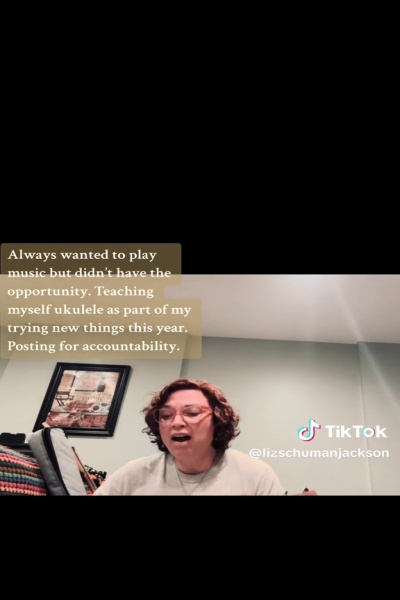 Always wanted to play
music but didn't have the
opportunity. Teaching
myself ukulele as part of my
trying new things this year.
Posting for accountability.
TikTok
@lizschumanjackson